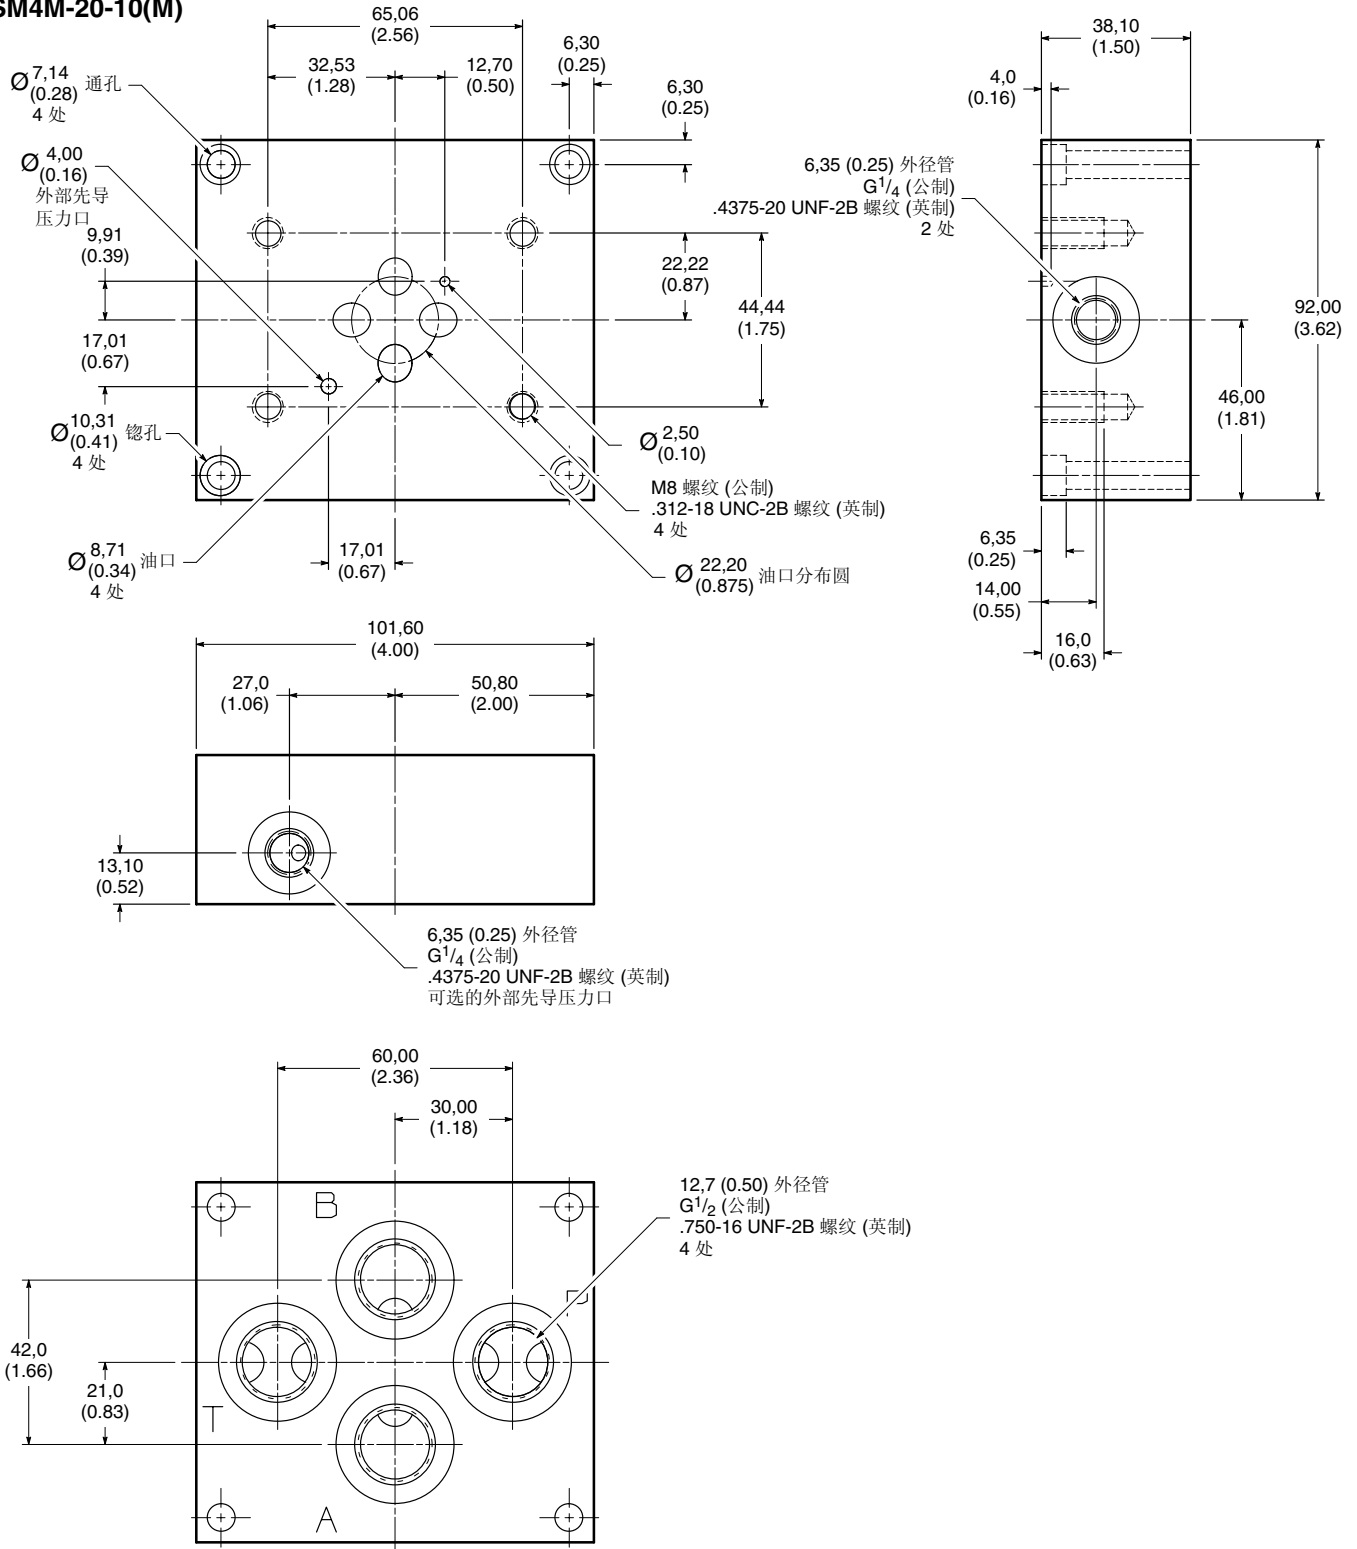 SM4M-20-10(M)
65,06
(2.56)
32,53
(1.28)
12,70
(0.50)
6,30
(0.25)
6,30
(0.25)
Ø 7,14 通孔
(0.28)
4 处
Ø 4,00
(0.16)
外部先导
压力口
9,91
(0.39)
17,01
(0.67)
Ø 10,31 锪孔
(0.41)
4 处
Ø 8,71 油口
(0.34)
4 处
17,01
(0.67)
22,22
(0.87)
44,44
(1.75)
Ø 2,50
(0.10)
M8 螺纹 (公制)
.312-18 UNC-2B 螺纹 (英制)
4 处
Ø 22,20 油口分布圆
(0.875)
38,10
(1.50)
4,0
(0.16)
6,35 (0.25) 外径管
G1/4 (公制)
.4375-20 UNF-2B 螺纹 (英制)
2 处
92,00
(3.62)
46,00
(1.81)
6,35
(0.25)
14,00
(0.55)
16,0
(0.63)
101,60
(4.00)
27,0
(1.06)
50,80
(2.00)
13,10
(0.52)
6,35 (0.25) 外径管
G1/4 (公制)
.4375-20 UNF-2B 螺纹 (英制)
可选的外部先导压力口
60,00
(2.36)
30,00
(1.18)
12,7 (0.50) 外径管
G1/2 (公制)
.750-16 UNF-2B 螺纹 (英制)
4 处
B
P
42,0
(1.66)
21,0
(0.83)
T
A